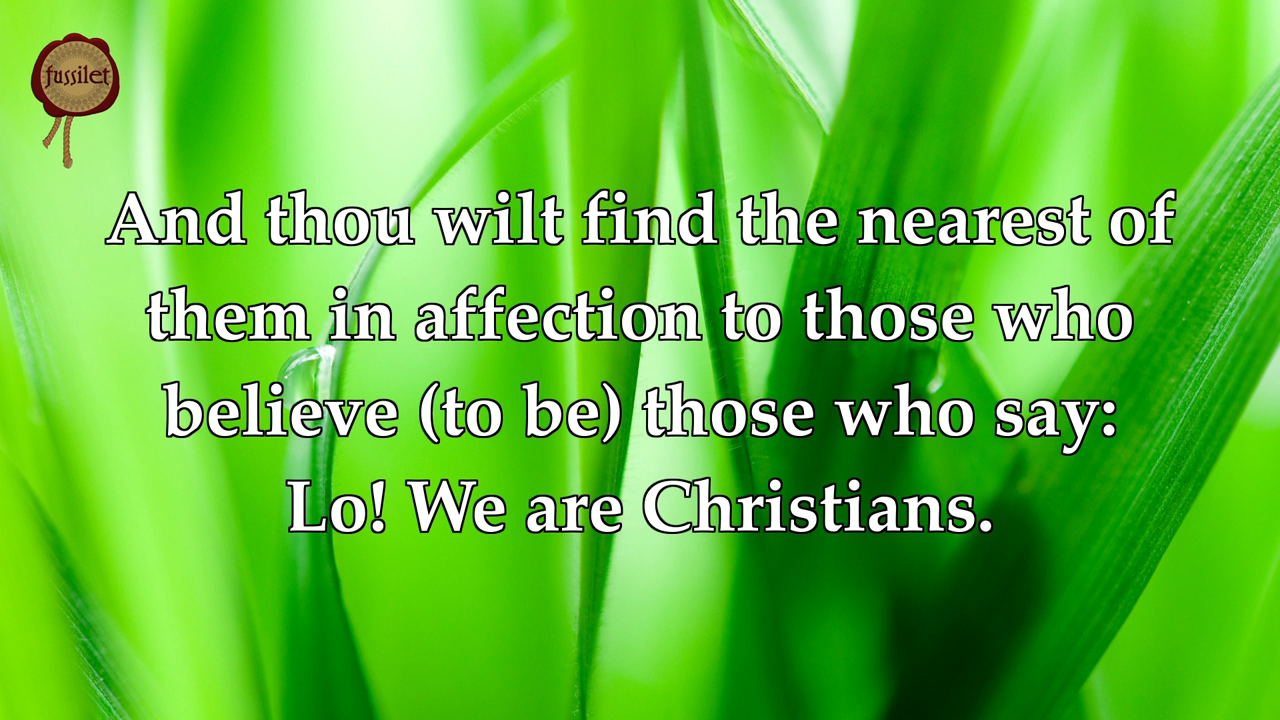 fussilet
And thou wilt find the nearest of
them in affection to those who
believe (to be) those who say:
Lo! We are Christians.